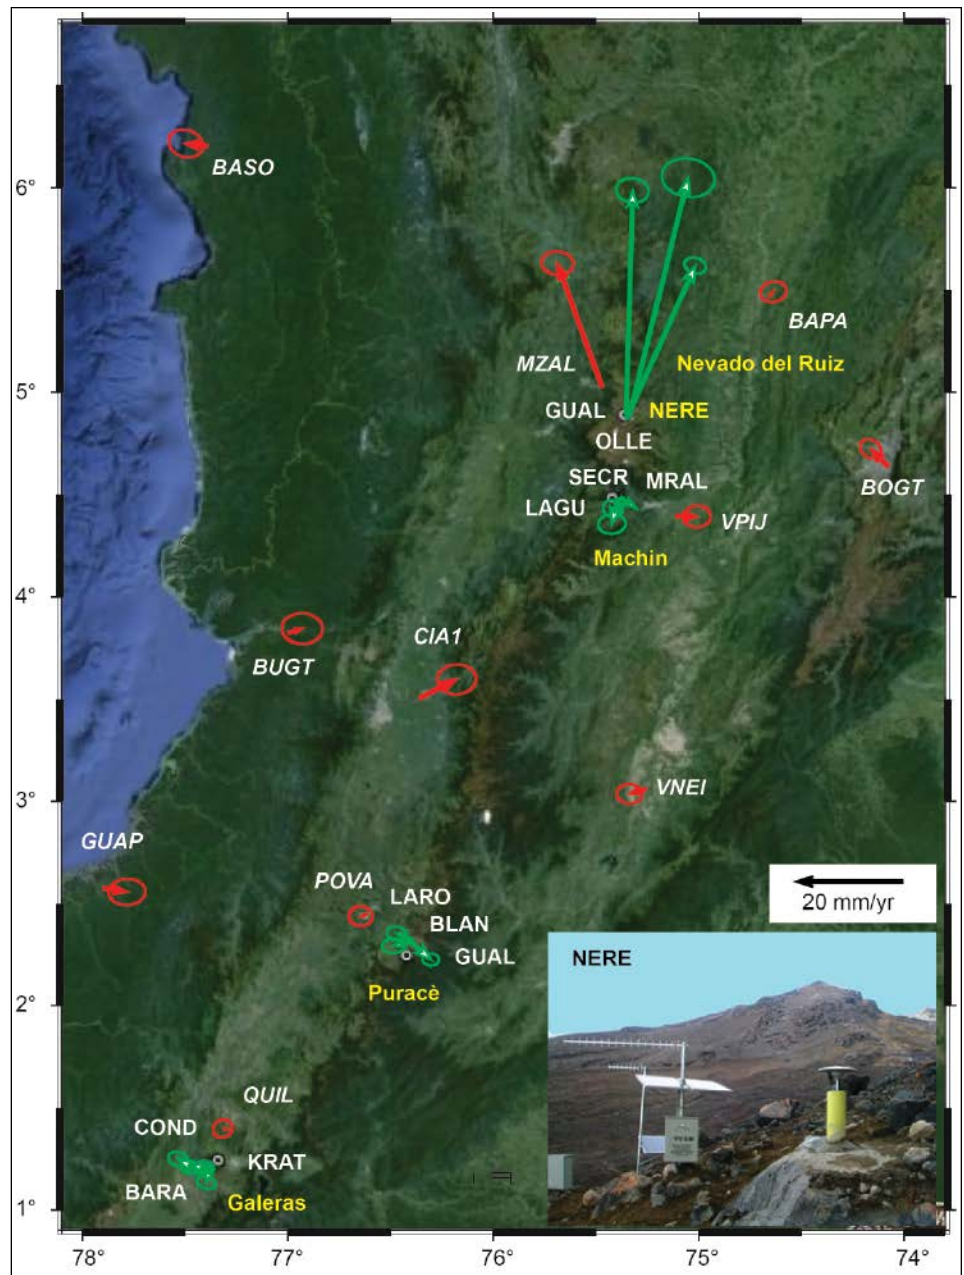 BASO
6°
BAPA
MZAL
Nevado del Ruiz
5°
GUAL
NERE
OLLE
SECR
MRAL
BOGT
LAGU
VPIJ
Machin
4°
CIA1
BUGT
VNEI
3°
GUAP
POVA
LARO
20 mm/yr
BLAN
GUAL
NERE
Puracè
2°
QUIL
COND
KRAT
BARA
Galeras
1°
78°
77°
76°
75°
74°